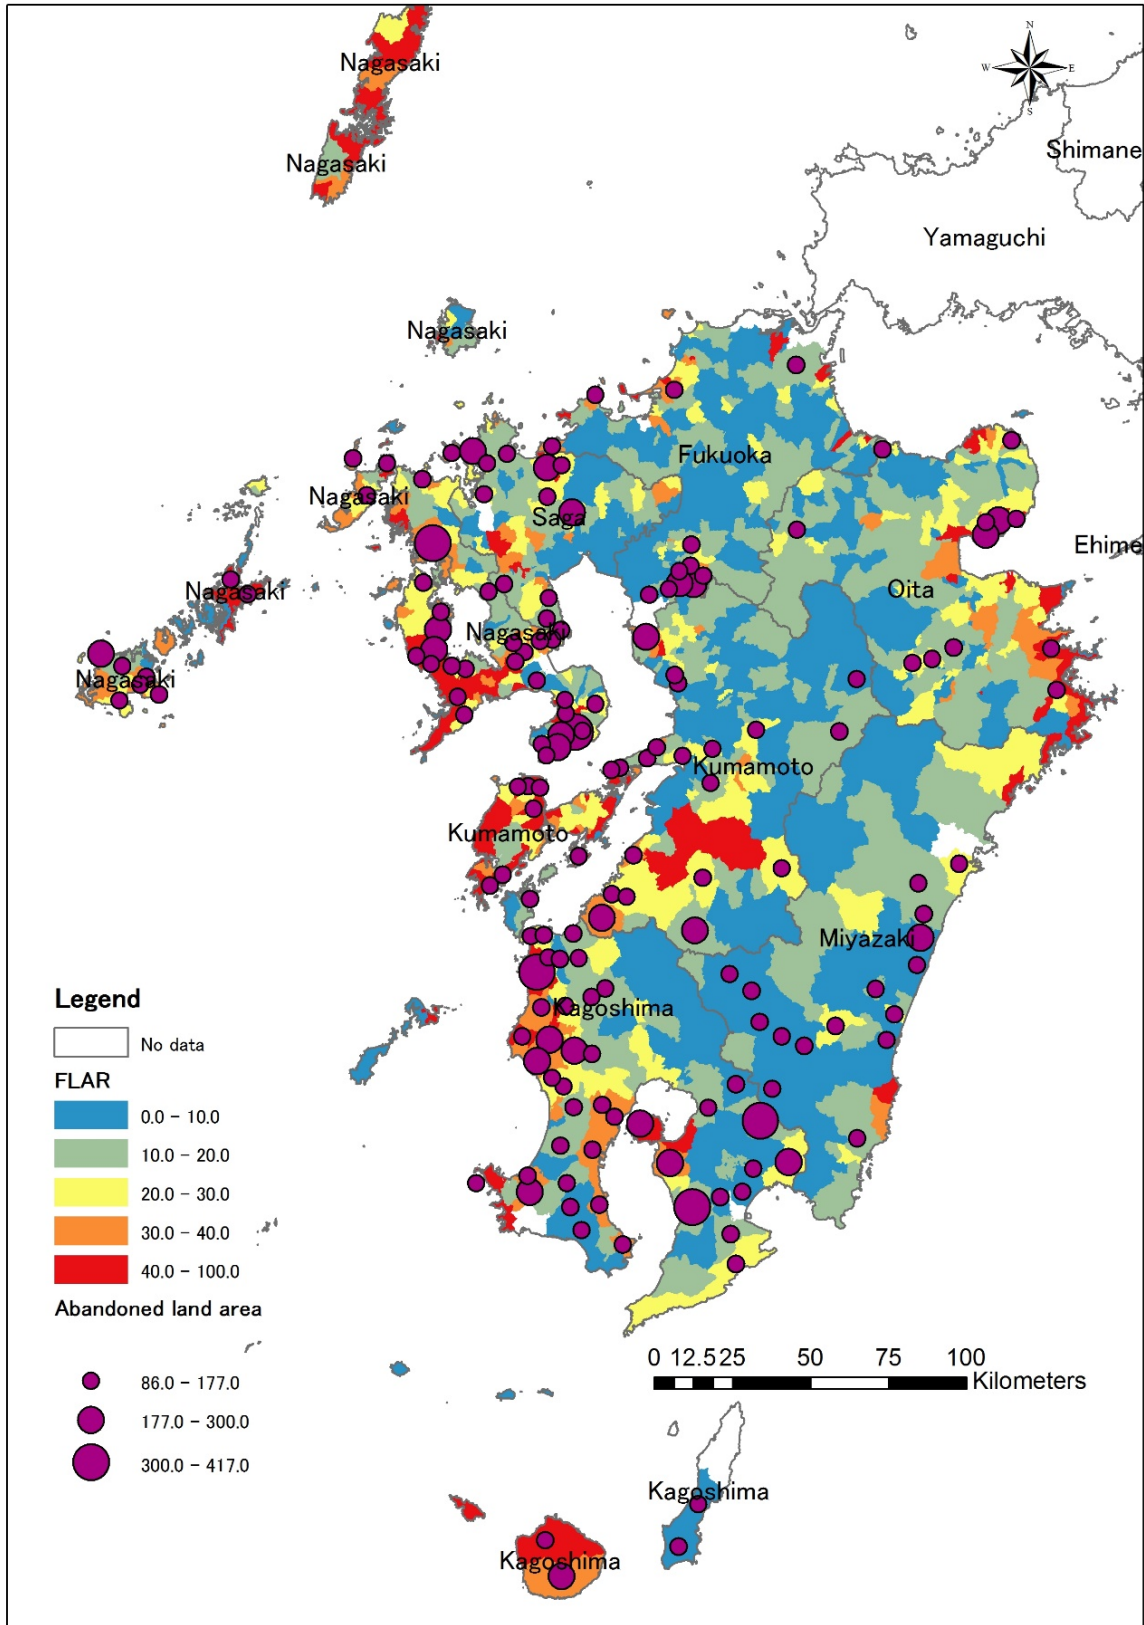 Nagasaki
N
W
E
S
Nagasaki
Shimane
Yamaguchi
Nagasaki
Fukuoka
Nagasaki
Saga
Ehime
Nagasaki
Oita
Nagasaki
Nagasaki
Kumamoto
Kumamoto
Miyazaki
Kagoshima
Legend
No data
FLAR
0.0 - 10.0
10.0 - 20.0
20.0 - 30.0
30.0 - 40.0
40.0 - 100.0
Abandoned land area
86.0 - 177.0
177.0 - 300.0
300.0 - 417.0
0 12.5 25 50 75 100
Kilometers
Kagoshima
Kagoshima